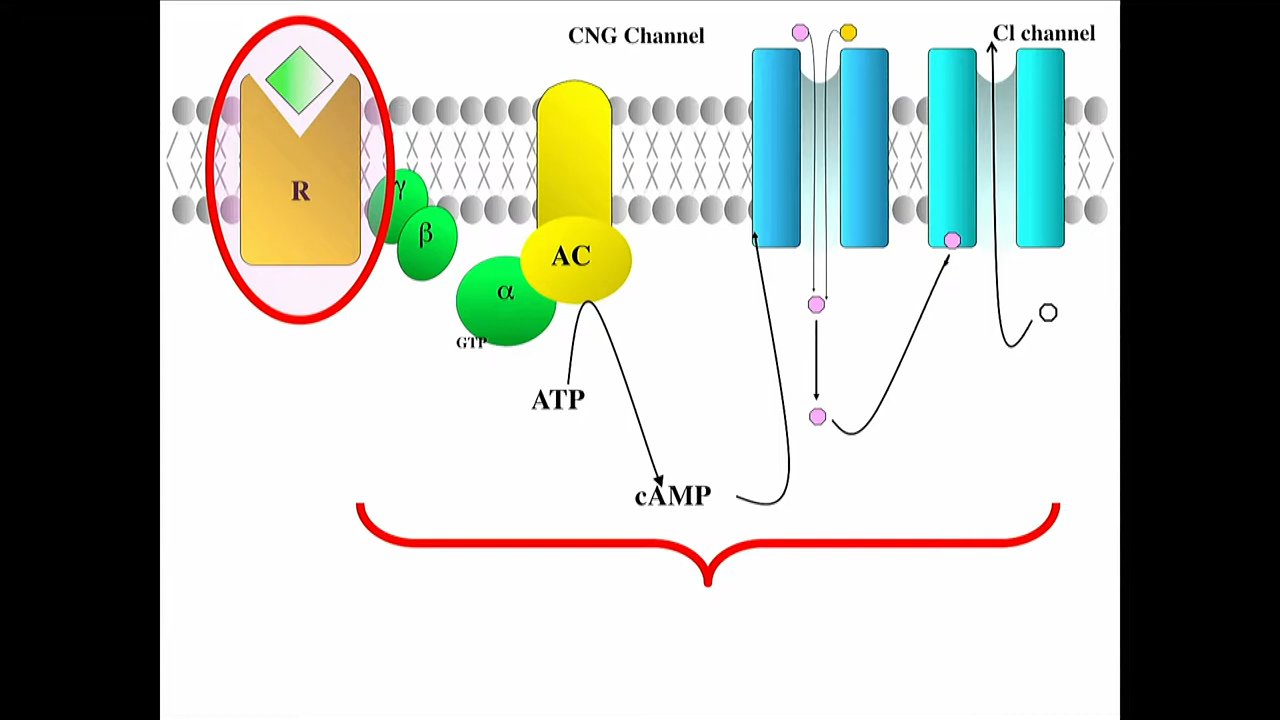 CNG Channel
Cl channel
R
γ
β
AC
α
GTP
ATP
cAMP